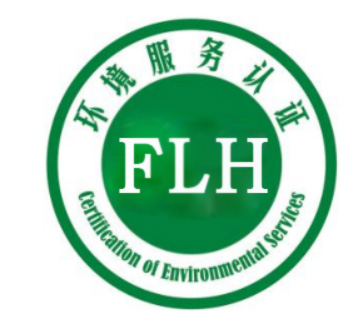 环境服务认证
FLH
Certification of Environmental Services